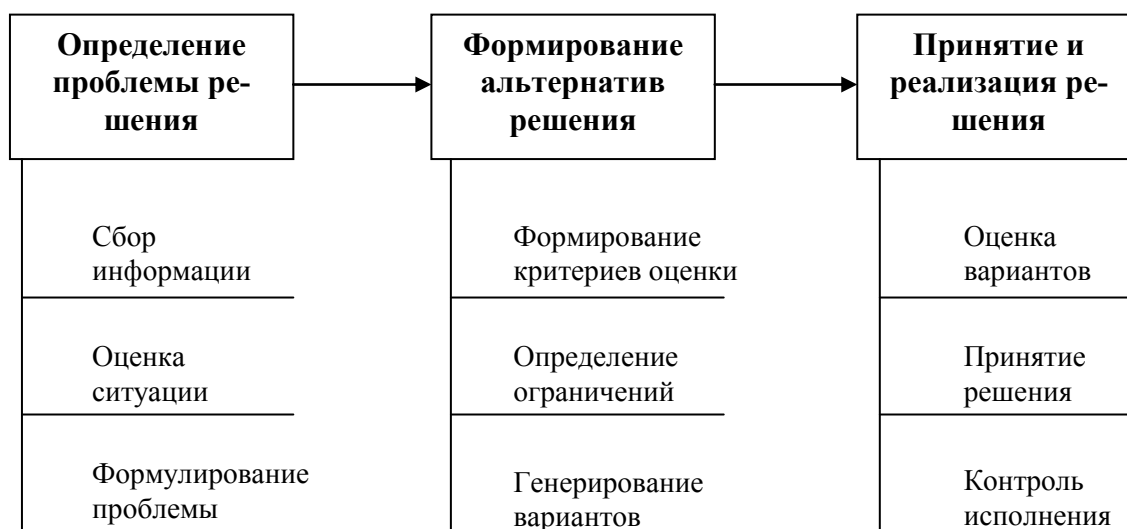 Определение
проблемы ре-
шения
Формирование
альтернатив
решения
Принятие и
реализация ре-
шения
Сбор
информации
Оценка
ситуации
Формулирование
проблемы
Формирование
критериев оценки
Определение
ограничений
Генерирование
вариантов
Оценка
вариантов
Принятие
решения
Контроль
исполнения